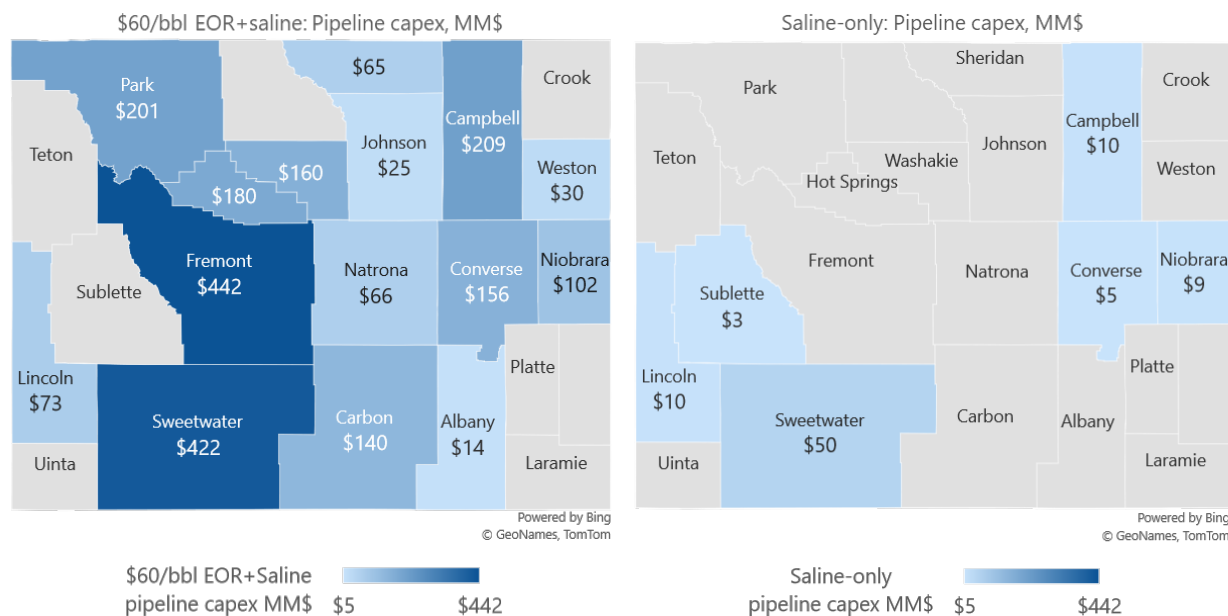 $60/bbl EOR+saline: Pipeline capex, MM$
$65
Crook
Park
$201
Campbell
$209
Johnson
$25
Teton
$160
Weston
$30
$180
Fremont
$442
Natrona
$66
Converse
$156
Niobrara
$102
Sublette
Platte
Lincoln
$73
Sweetwater
$422
Carbon
$140
Albany
$14
Uinta
Laramie
Powered by Bing
© GeoNames, TomTom
$60/bbl EOR+Saline
pipeline capex MM$
$5
$442
Saline-only: Pipeline capex, MM$
Sheridan
Crook
Park
Campbell
$10
Johnson
Teton
Washakie
Weston
Hot Springs
Fremont
Natrona
Converse
$5
Niobrara
$9
Sublette
$3
Platte
Lincoln
$10
Sweetwater
$50
Carbon
Albany
Uinta
Laramie
Powered by Bing
© GeoNames, TomTom
Saline-only
pipeline capex MM$
$5
$442